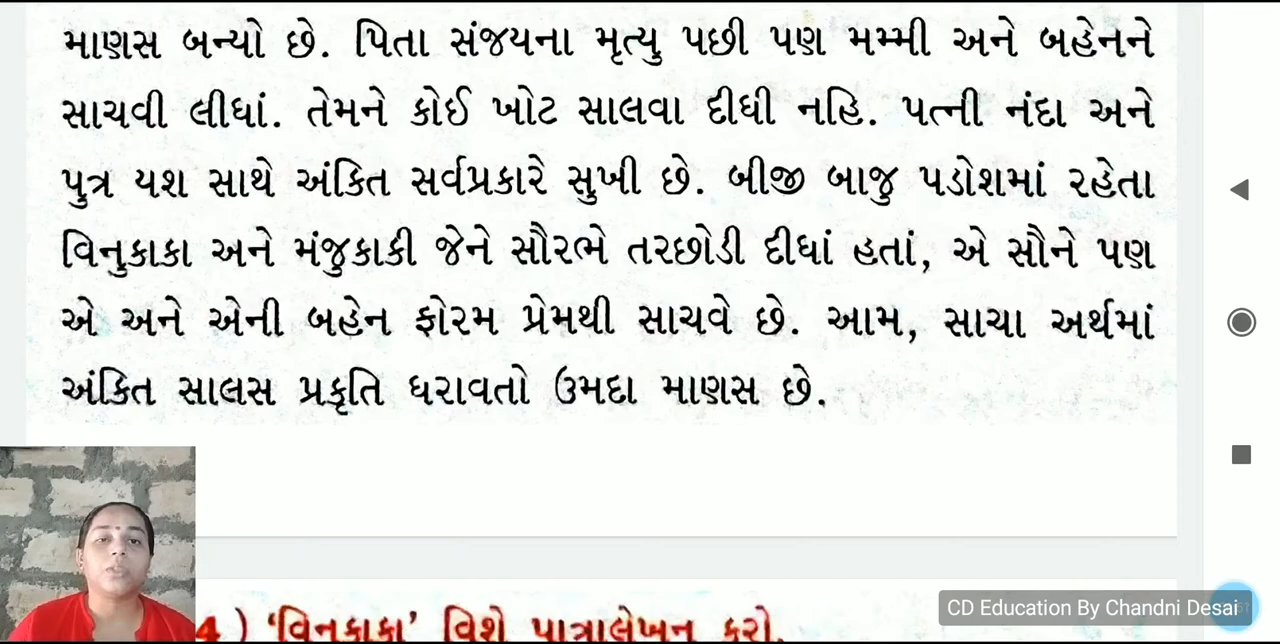 માણસ બન્યો છે. પિતા સંજયના મૃત્યુ પછી પણ મમ્મી અને બહેનને
સાચવી લીધાં. તેમને કોઈ ખોટ સાલવા દીધી નહિ. પત્ની નંદા અને
પુત્ર યશ સાથે અંકિત સર્વપ્રકારે સુખી છે. બીજી બાજુ પડોશમાં રહેતા
વિનુકાકા અને મંજુકાકી જેને સૌરભે તરછોડી દીધાં હતાં, એ સૌને પણ
એ અને એની બહેન ફોરમ પ્રેમથી સાચવે છે. આમ, સાચા અર્થમાં
અંકિત સાલસ પ્રકૃતિ ધરાવતો ઉમદા માણસ છે.
4 ) ‘વિનુકાકા’ વિશે પાત્રાલેખન કરો.
CD Education By Chandni Desai